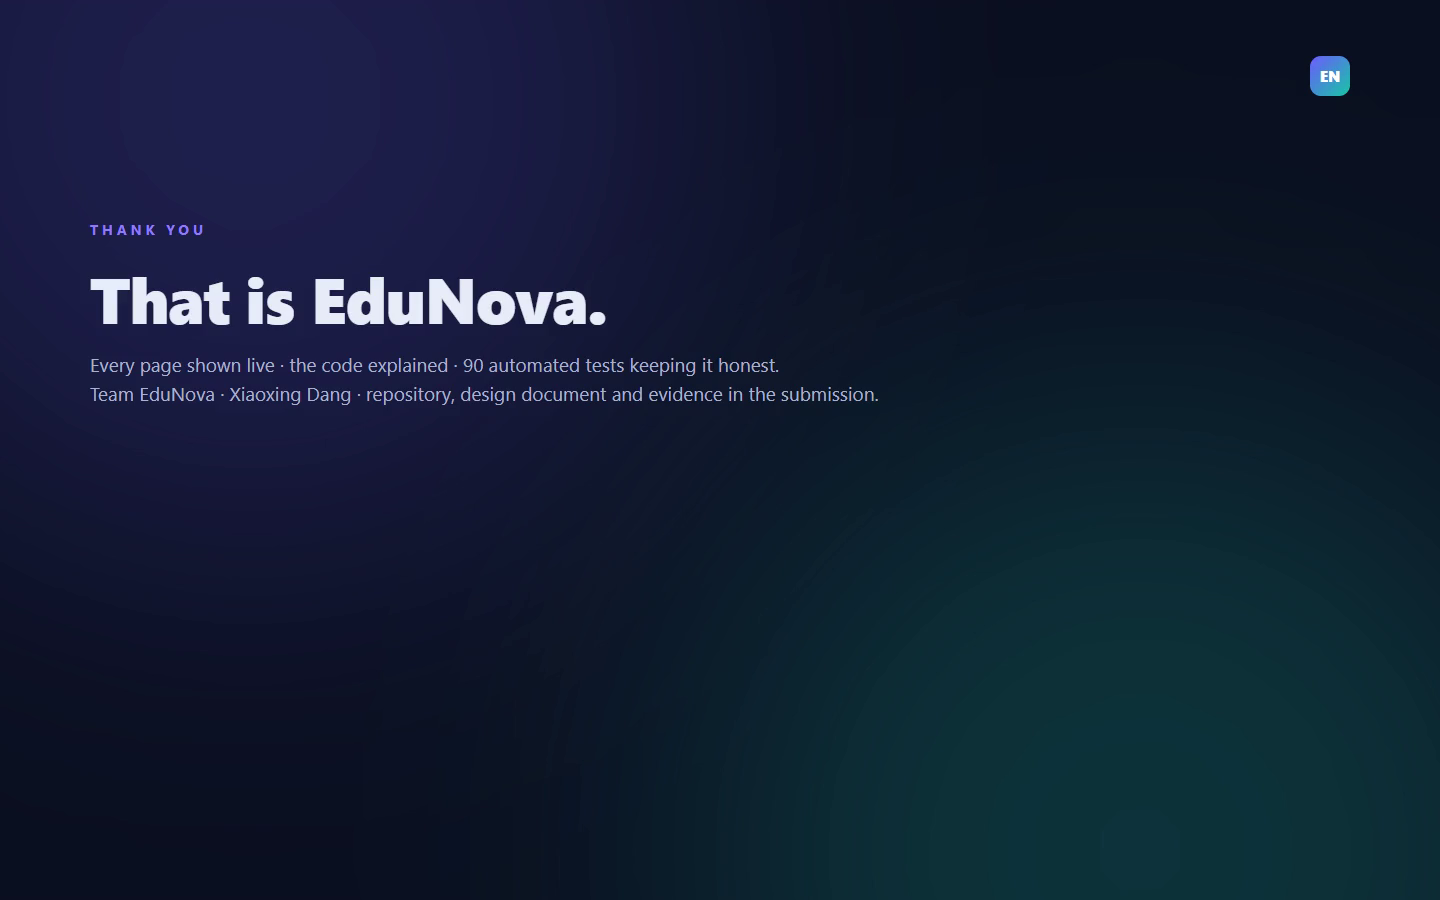 EN
THANK YOU
That is EduNova.
Every page shown live · the code explained · 90 automated tests keeping it honest.
Team EduNova · Xiaoxing Dang · repository, design document and evidence in the submission.